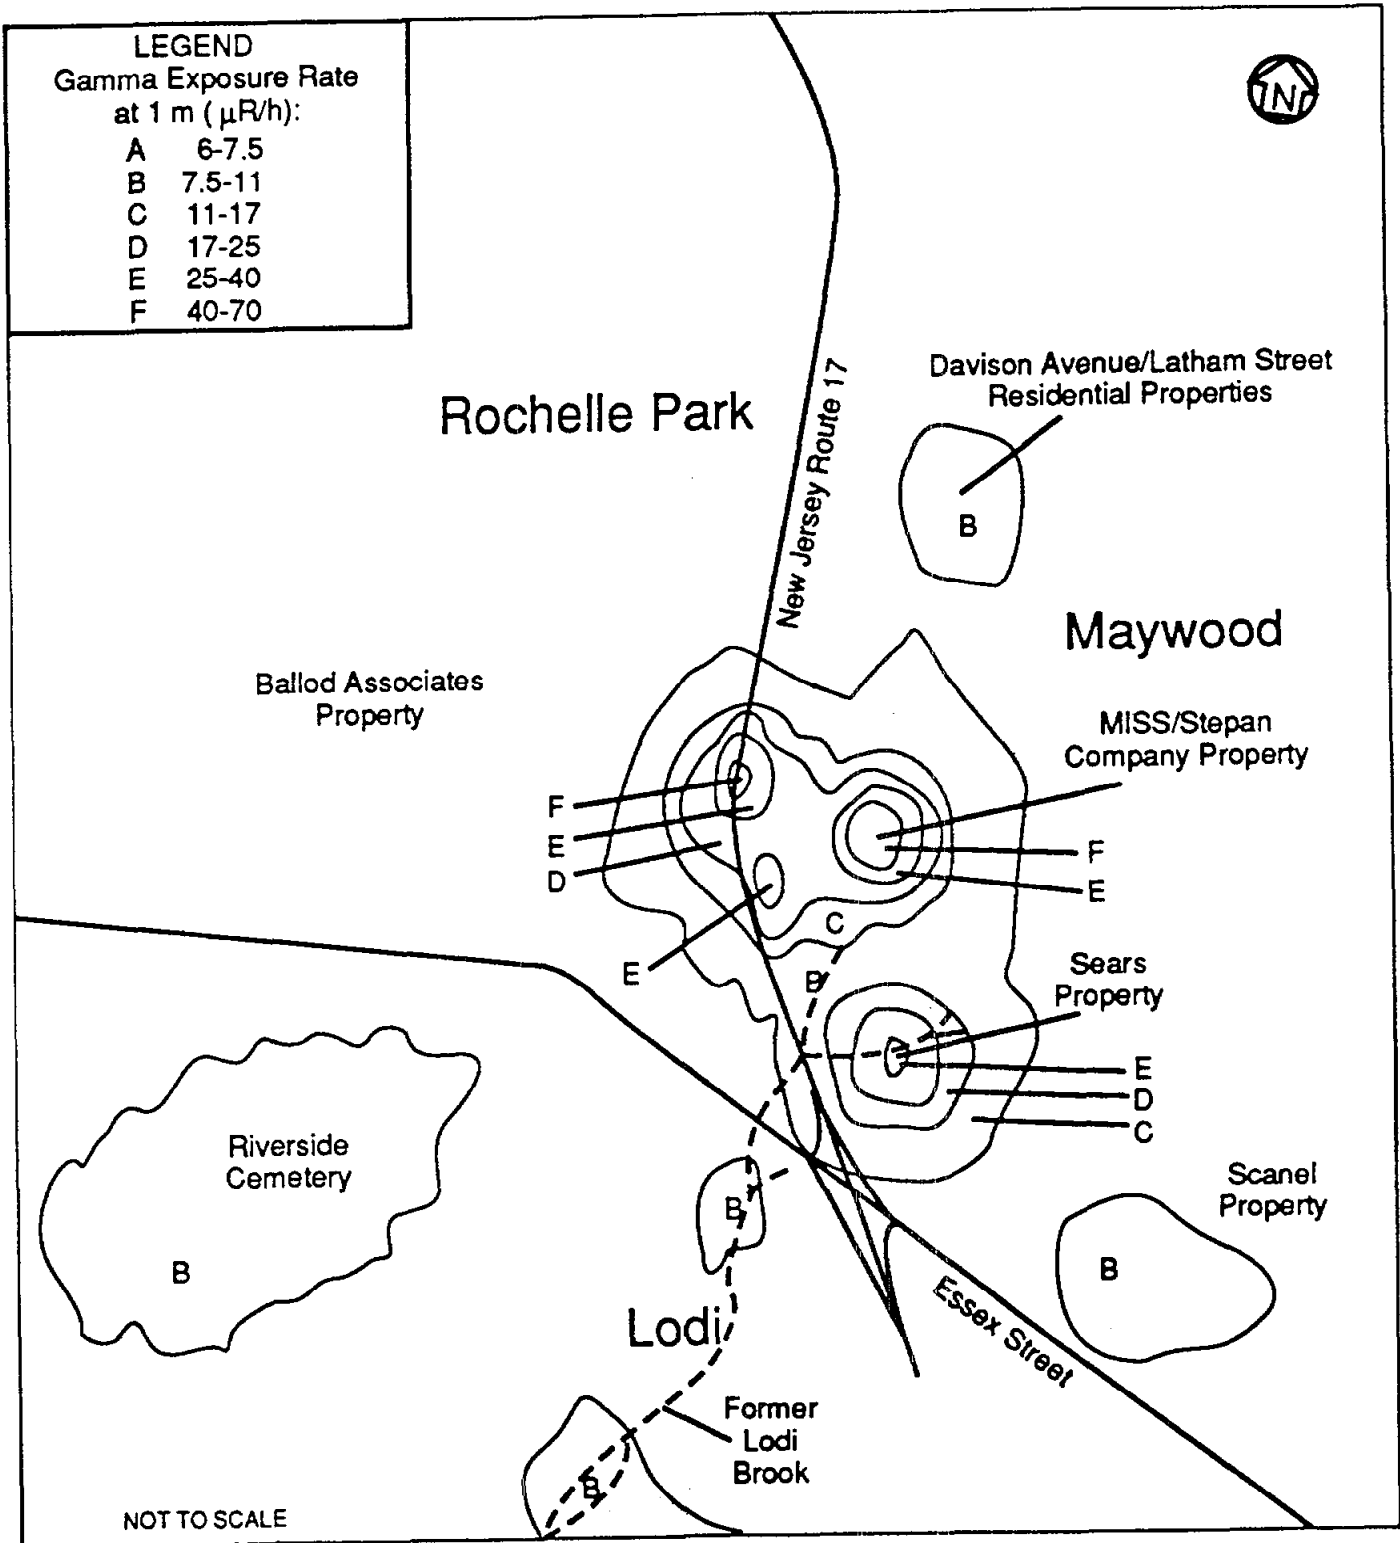 LEGEND
Gamma Exposure Rate
at 1 m ( μR/h):
A 6-7.5
B 7.5-11
C 11-17
D 17-25
E 25-40
F 40-70
N
Davison Avenue/Latham Street
Residential Properties
Rochelle Park
New Jersey Route 17
B
Maywood
Ballod Associates
Property
MISS/Stepan
Company Property
F
E
D
F
E
C
E
B
Sears
Property
E
D
C
Riverside
Cemetery
B
B
Scanel
Property
B
Essex Street
Lodi
Former
Lodi
Brook
B
NOT TO SCALE